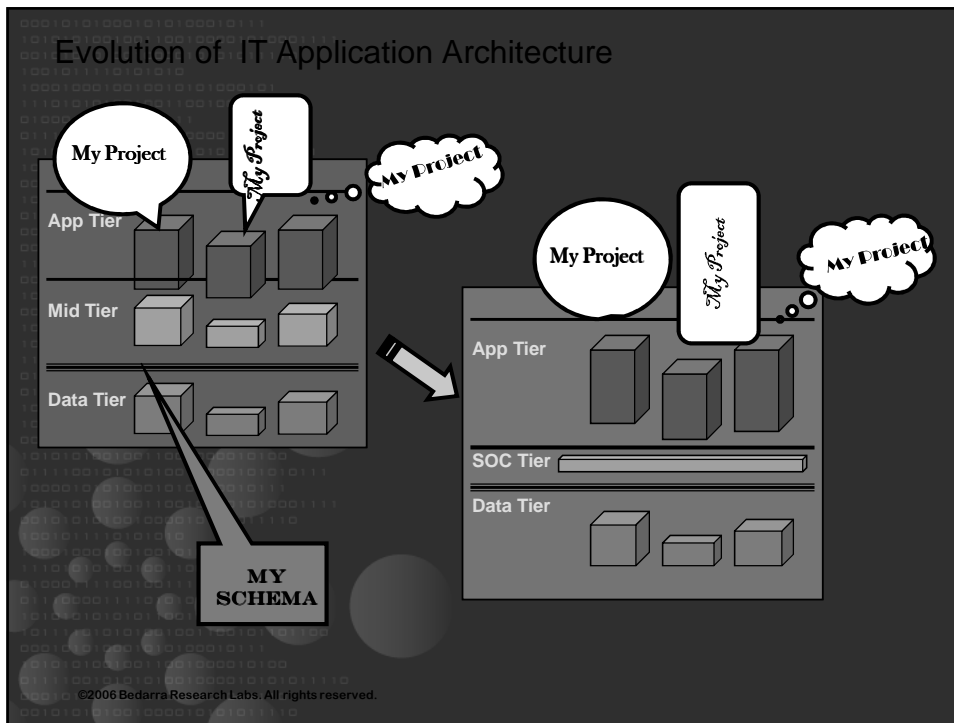 Evolution of IT Application Architecture
My Project
My Project
My Project
App Tier
Mid Tier
Data Tier
MY
SCHEMA
My Project
My Project
My Project
App Tier
SOC Tier
Data Tier
©2006 Bedarra Research Labs. All rights reserved.